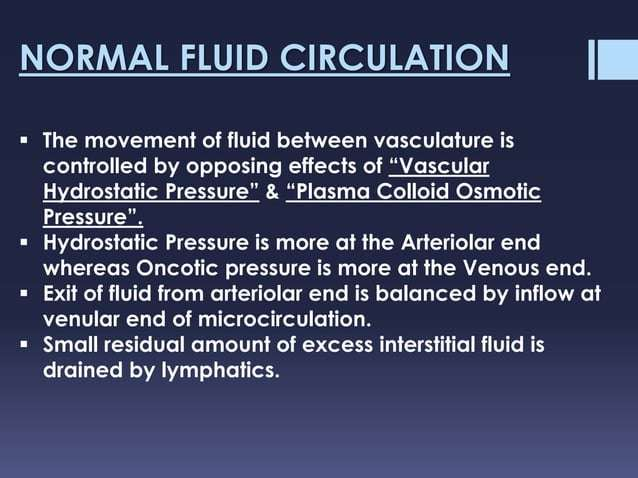 NORMAL FLUID CIRCULATION
▪ The movement of fluid between vasculature is
controlled by opposing effects of “Vascular
Hydrostatic Pressure” & “Plasma Colloid Osmotic
Pressure”.
▪ Hydrostatic Pressure is more at the Arteriolar end
whereas Oncotic pressure is more at the Venous end.
▪ Exit of fluid from arteriolar end is balanced by inflow at
venular end of microcirculation.
▪ Small residual amount of excess interstitial fluid is
drained by lymphatics.